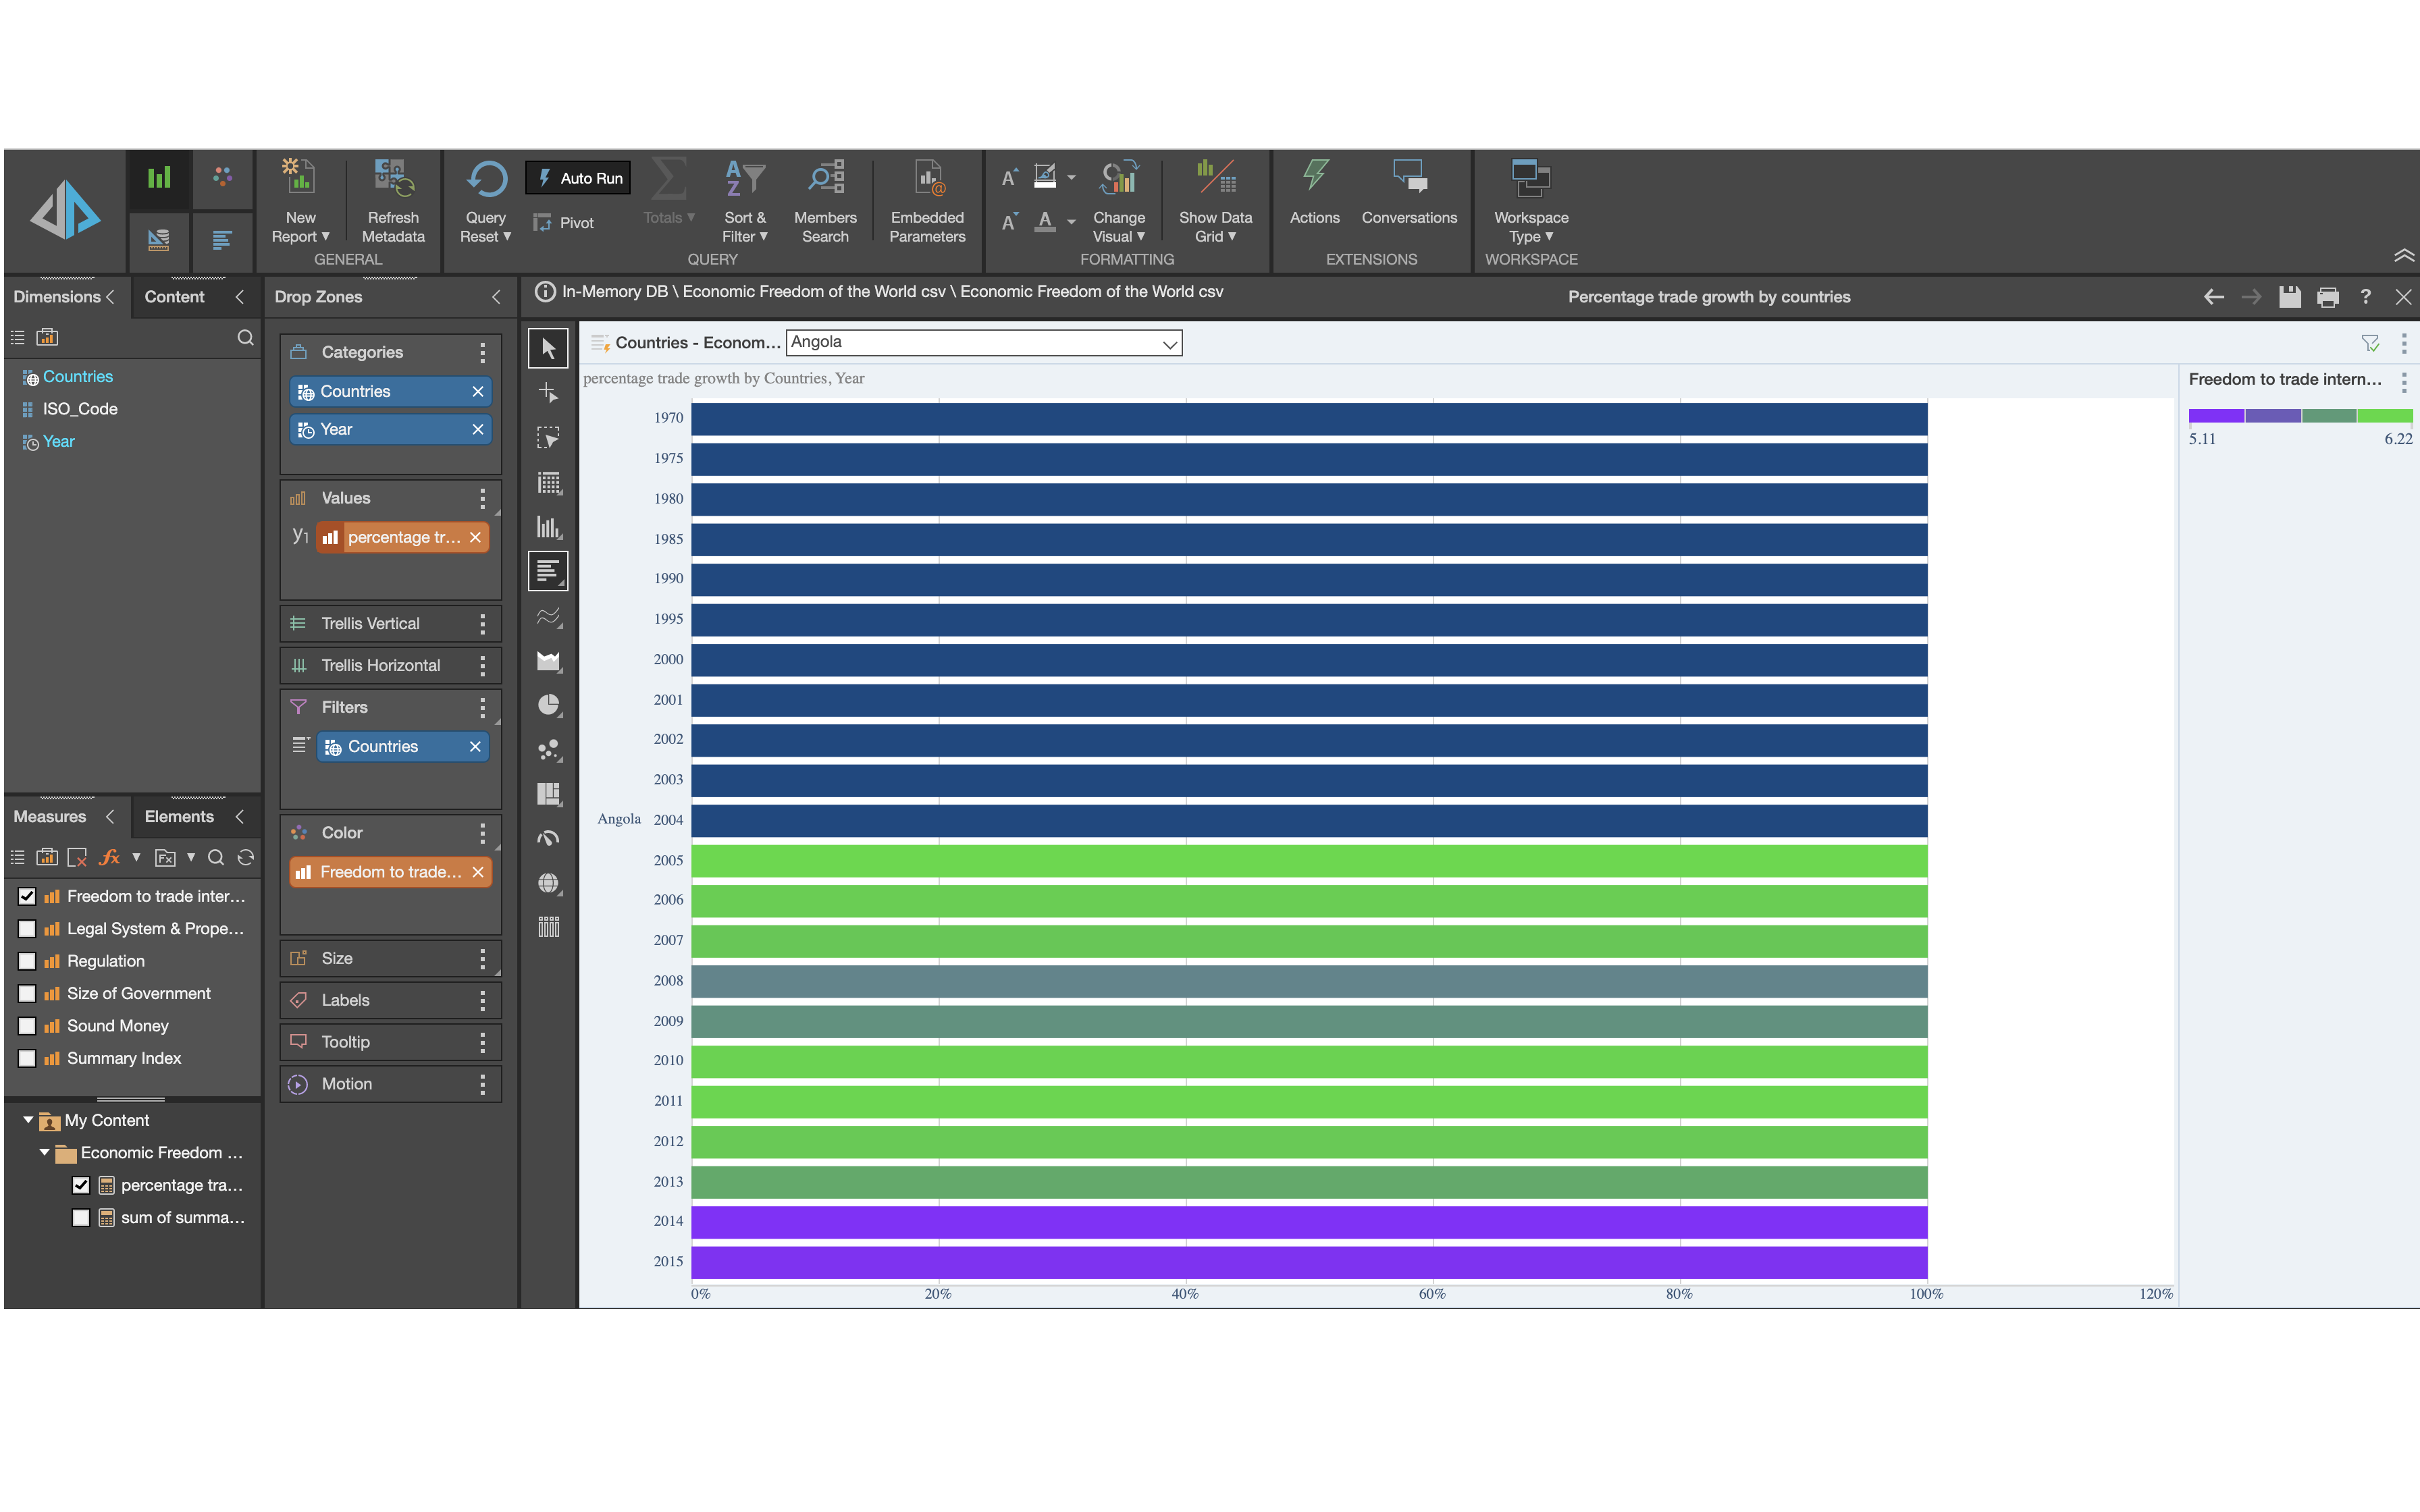 New Report
Refresh Metadata
GENERAL
Query Reset
Auto Run
Pivot
Totals
Sort & Filter
Members Search
QUERY
Embedded Parameters
A A
A A
Change Visual
Show Data Grid
FORMATTING
Actions
Conversations
EXTENSIONS
Workspace Type
WORKSPACE
Dimensions
Content
Drop Zones
In-Memory DB \ Economic Freedom of the World csv \ Economic Freedom of the World csv
Percentage trade growth by countries
?
Countries
ISO_Code
Year
Measures
Elements
fx
Fx
Freedom to trade inter...
Legal System & Prope...
Regulation
Size of Government
Sound Money
Summary Index
My Content
Economic Freedom ...
percentage tra...
sum of summa...
Categories
Countries
Year
Values
y1 percentage tr...
Trellis Vertical
Trellis Horizontal
Filters
Countries
Color
Freedom to trade...
Size
Labels
Tooltip
Motion
Countries - Econom... Angola
percentage trade growth by Countries, Year
1970
1975
1980
1985
1990
1995
2000
2001
2002
2003
Angola 2004
2005
2006
2007
2008
2009
2010
2011
2012
2013
2014
2015
0% 20% 40% 60% 80% 100% 120%
Freedom to trade intern...
5.11 6.22